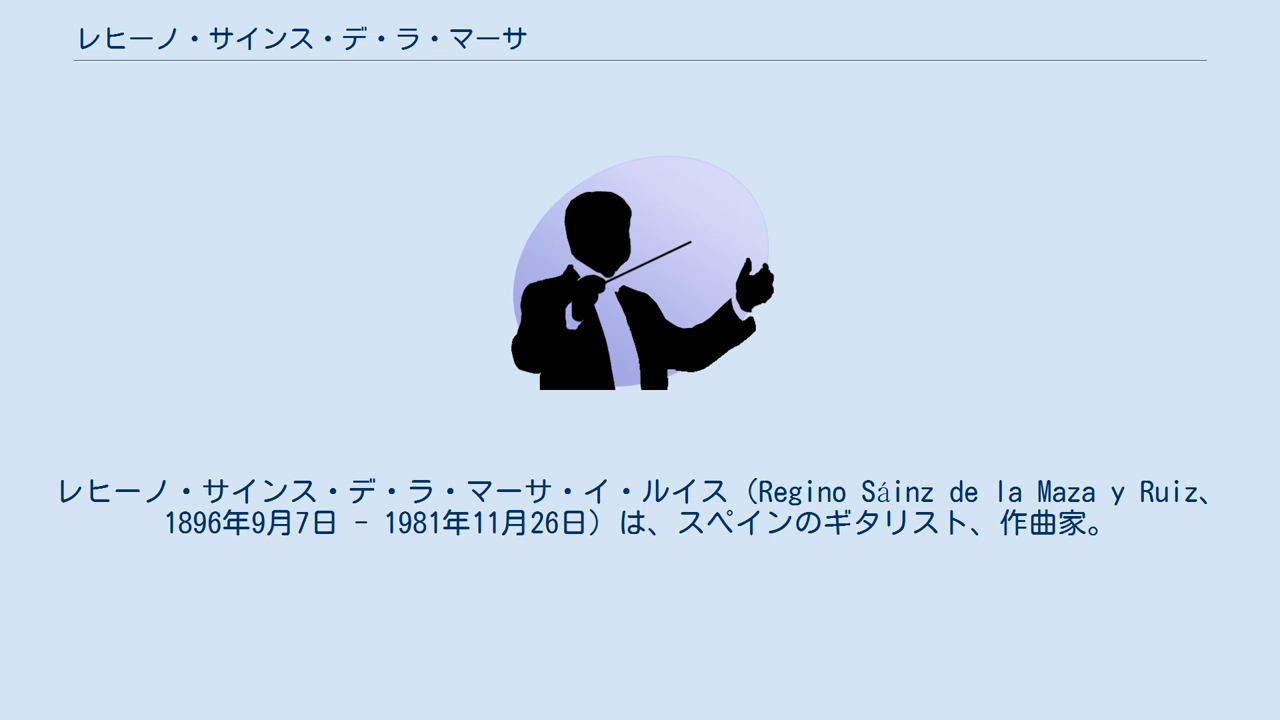 レヒーノ・サインス・デ・ラ・マーサ
レヒーノ・サインス・デ・ラ・マーサ・イ・ルイス（Regino Sáinz de la Maza y Ruiz、
1896年9月7日 - 1981年11月26日）は、スペインのギタリスト、作曲家。